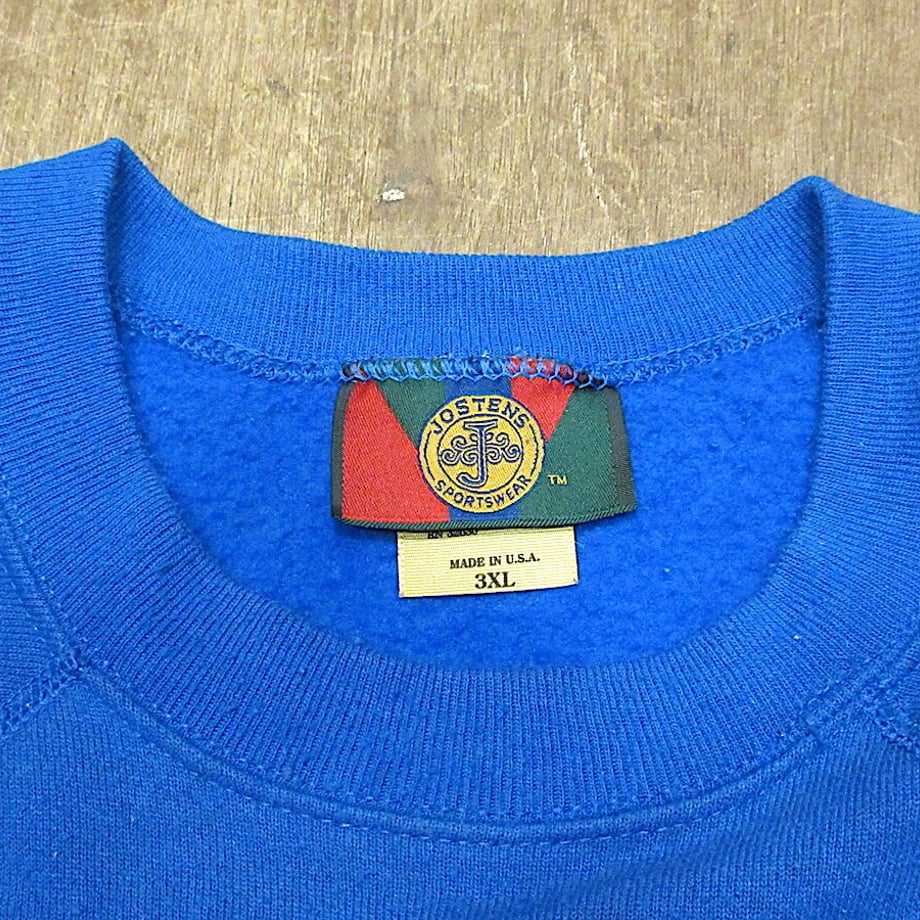 JOSTENS
J
SPORTSWEAR
TM
MADE IN U.S.A.
3XL